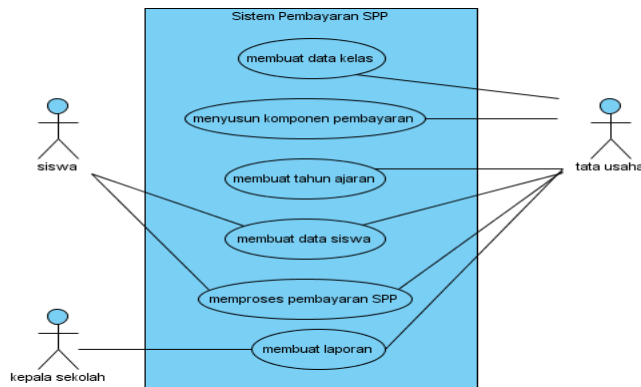 Sistem Pembayaran SPP
membuat data kelas
menyusun komponen pembayaran
siswa
tata usaha
membuat tahun ajaran
membuat data siswa
memproses pembayaran SPP
membuat laporan
kepala sekolah